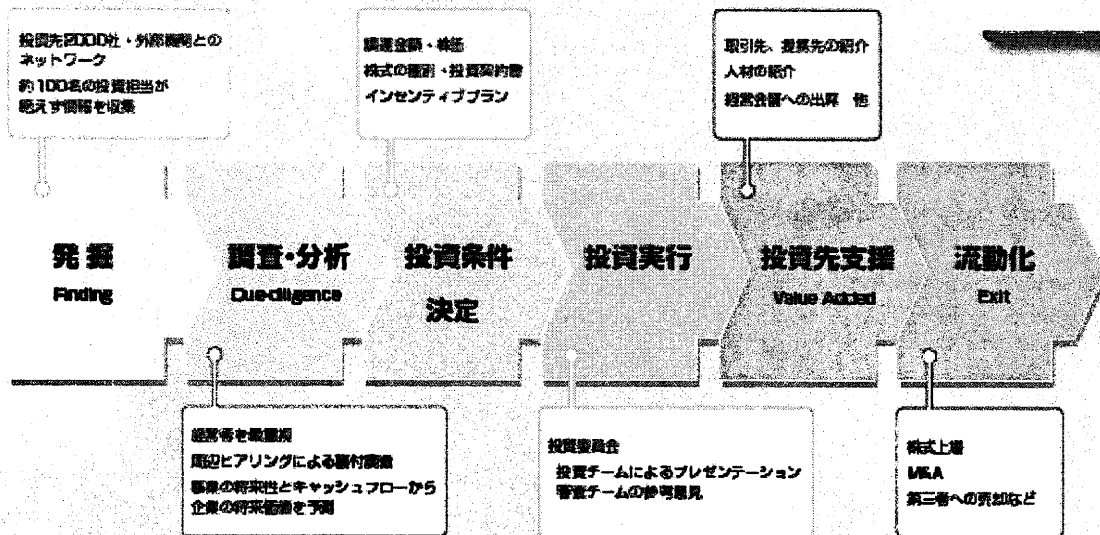 投資先2000社・外部機関との
ネットワーク
約100名の投資担当が
絶えず情報を収集
調達金額・株価
株式の種別・投資契約書
インセンティブプラン
取引先、提携先の紹介
人材の紹介
経営会議への出席 他
発掘
Finding
調査・分析
Due-diligence
投資条件
決定
投資実行
投資先支援
Value Added
流動化
Exit
経営者を最重視
周辺ヒアリングによる裏付調査
事業の将来性とキャッシュフローから
企業の将来価値を予測
投資委員会
投資チームによるプレゼンテーション
審査チームの参考意見
株式上場
M&A
第三者への売却など